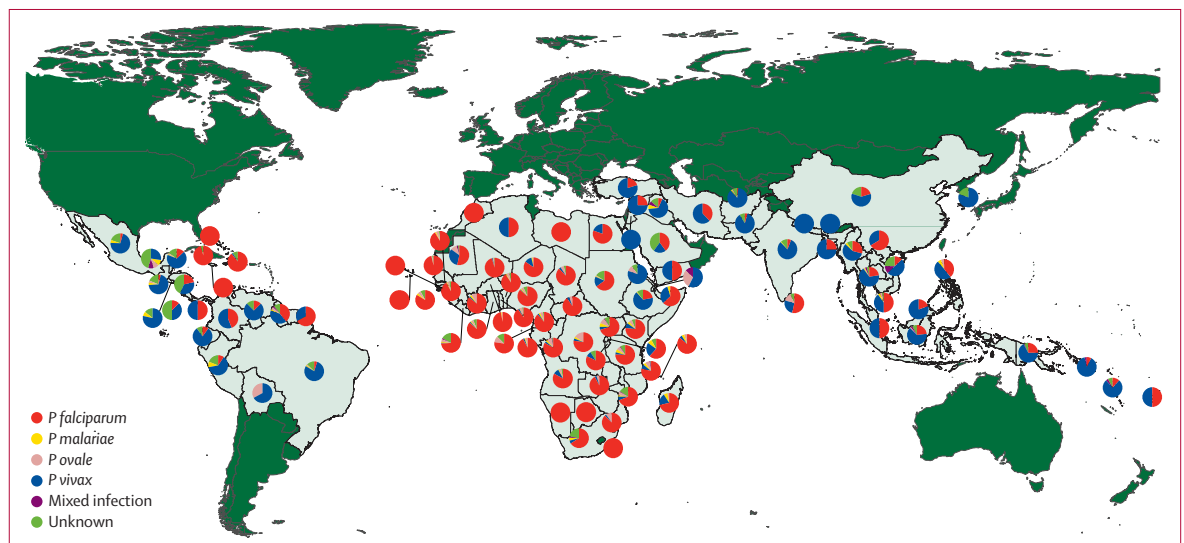 P falciparum
P malariae
P ovale
P vivax
Mixed infection
Unknown